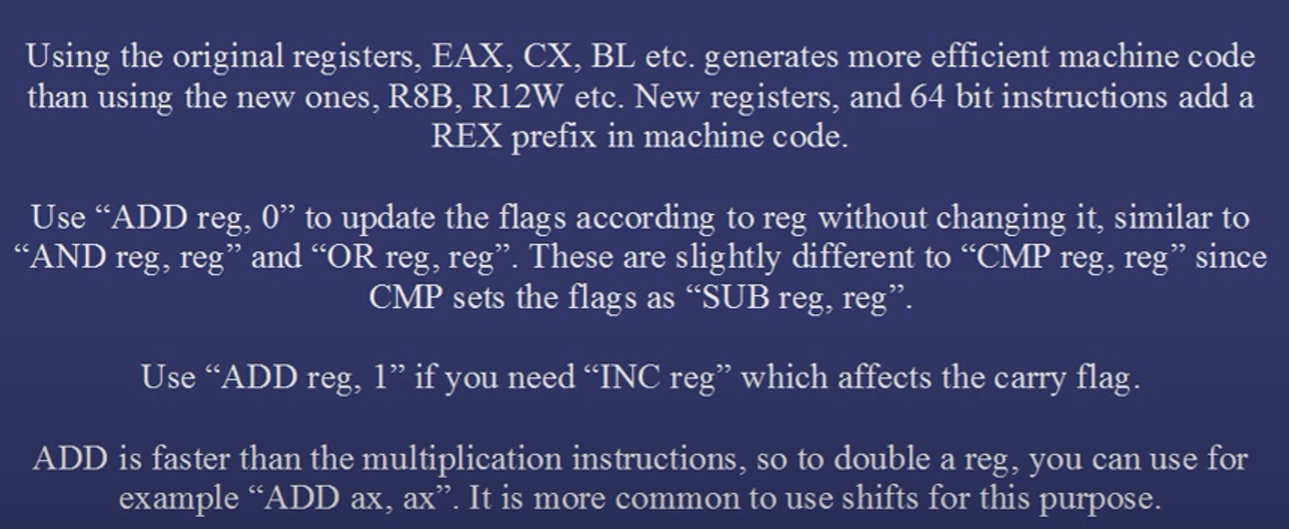 Using the original registers, EAX, CX, BL etc. generates more efficient machine code
than using the new ones, R8B, R12W etc. New registers, and 64 bit instructions add a
REX prefix in machine code.
Use “ADD reg, 0” to update the flags according to reg without changing it, similar to
“AND reg, reg” and “OR reg, reg”. These are slightly different to “CMP reg, reg” since
CMP sets the flags as “SUB reg, reg”.
Use “ADD reg, 1” if you need “INC reg” which affects the carry flag.
ADD is faster than the multiplication instructions, so to double a reg, you can use for
example “ADD ax, ax”. It is more common to use shifts for this purpose.